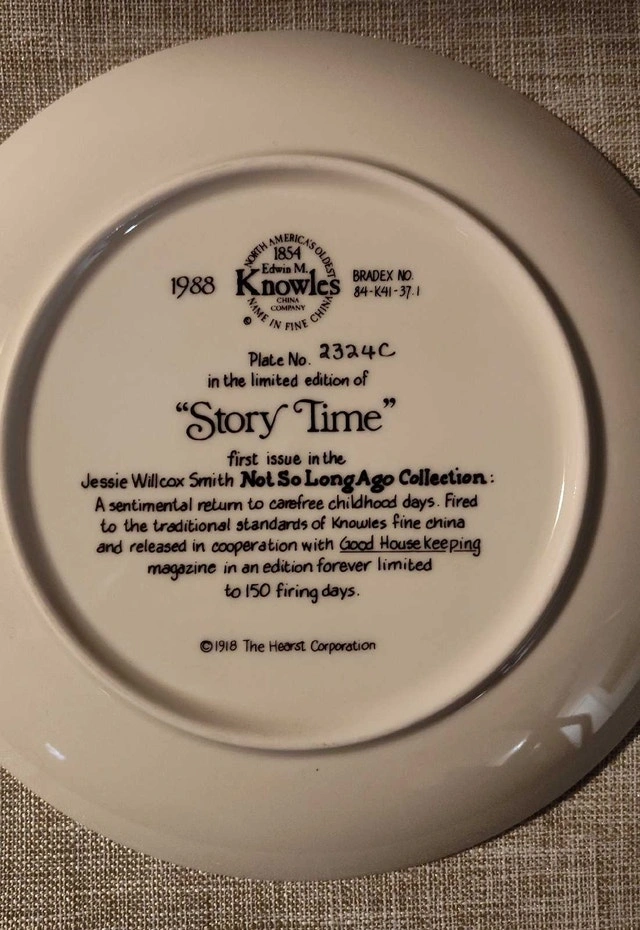 NORTH AMERICA'S OLDEST
1854
Edwin M.
Knowles
CHINA
COMPANY
NAME IN FINE CHINA
©
1988
BRADEX NO.
84-K41-37.1
Plate No. 2324C
in the limited edition of
“Story Time”
first issue in the
Jessie Willcox Smith Not So Long Ago Collection:
A sentimental return to carefree childhood days. Fired
to the traditional standards of Knowles fine china
and released in cooperation with Good Housekeeping
magazine in an edition forever limited
to 150 firing days.
©1918 The Hearst Corporation